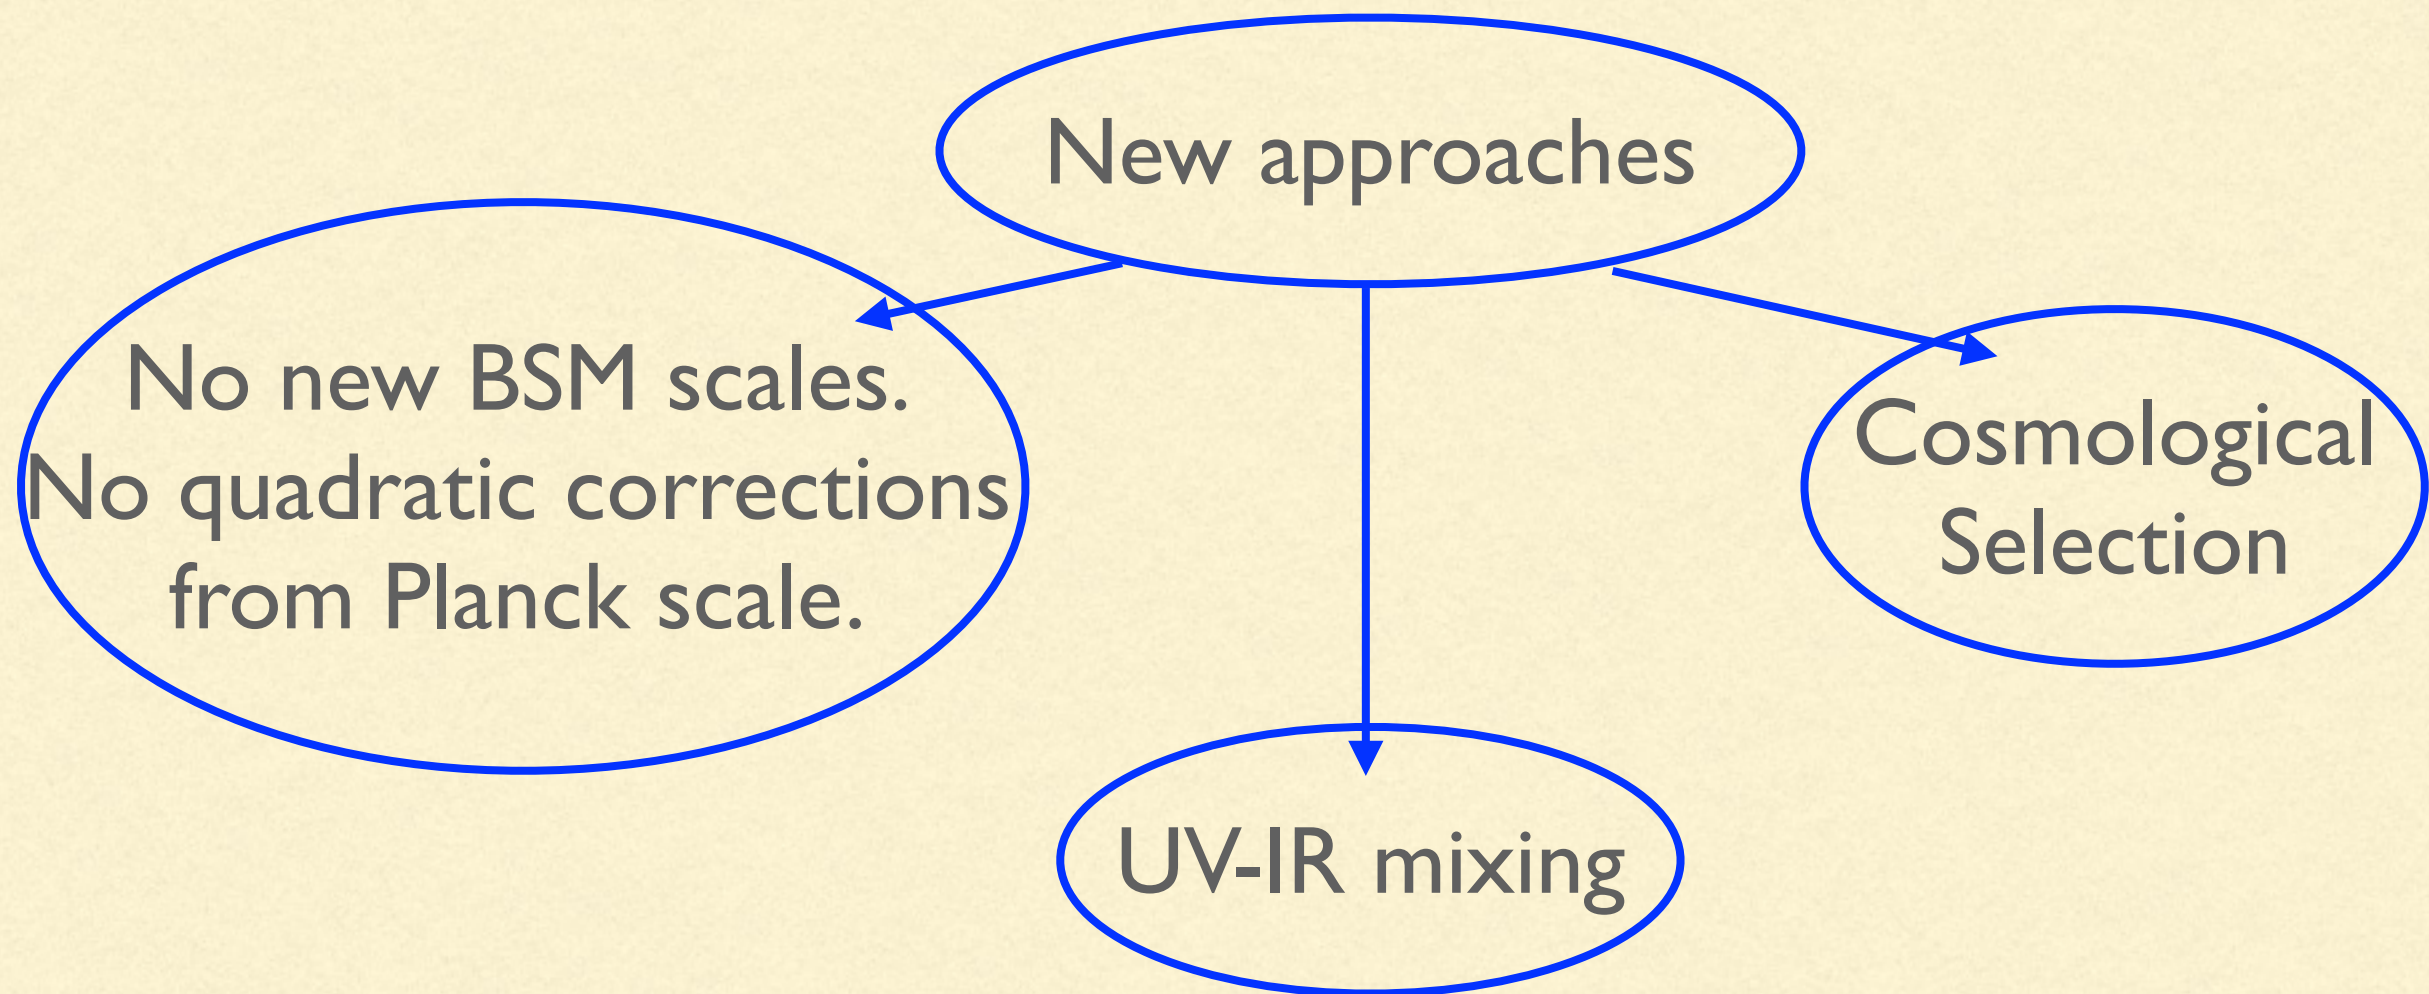 New approaches
No new BSM scales.
No quadratic corrections
from Planck scale.
Cosmological
Selection
UV-IR mixing